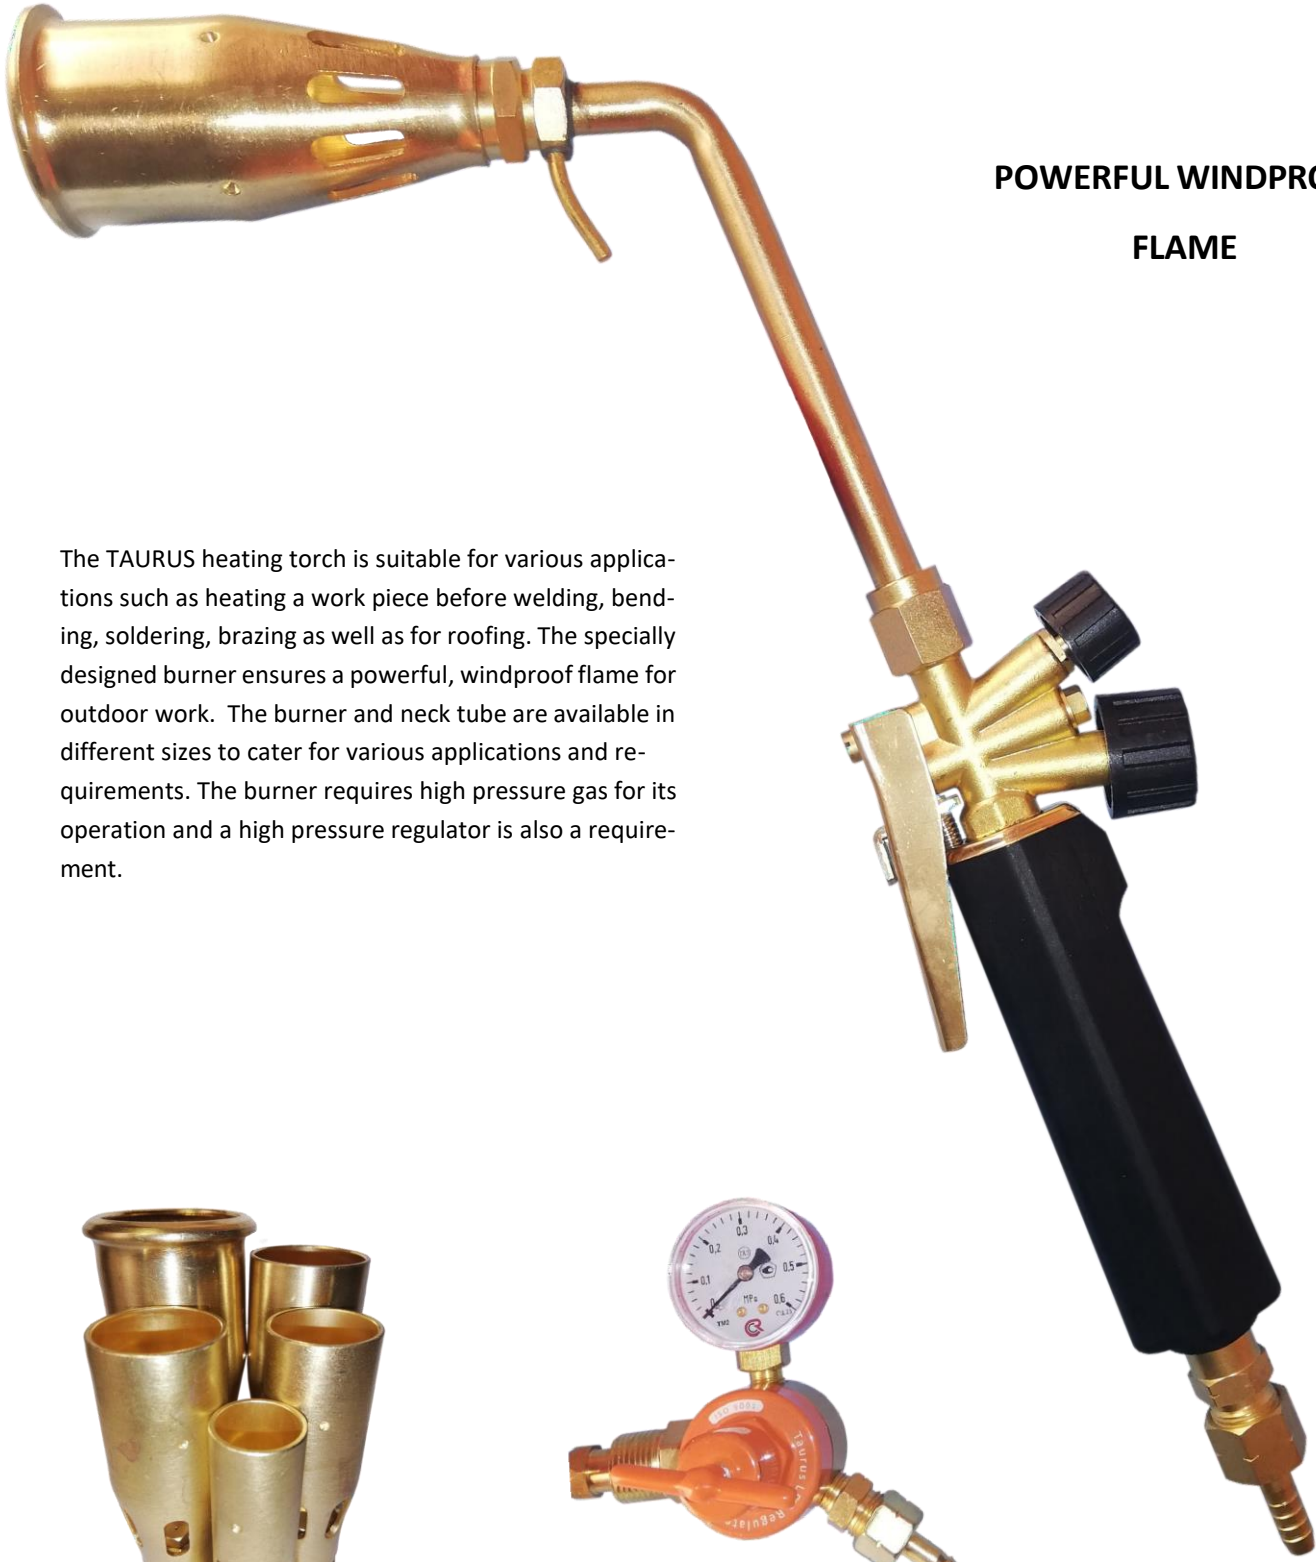 POWERFUL WINDPRO
FLAME
The TAURUS heating torch is suitable for various applica-
tions such as heating a work piece before welding, bend-
ing, soldering, brazing as well as for roofing. The specially
designed burner ensures a powerful, windproof flame for
outdoor work.  The burner and neck tube are available in
different sizes to cater for various applications and re-
quirements. The burner requires high pressure gas for its
operation and a high pressure regulator is also a require-
ment.
0.3
0.2 0.4
0.1 0.5
0 MPa 0.6
ISO 9001
Taurus
Regulator